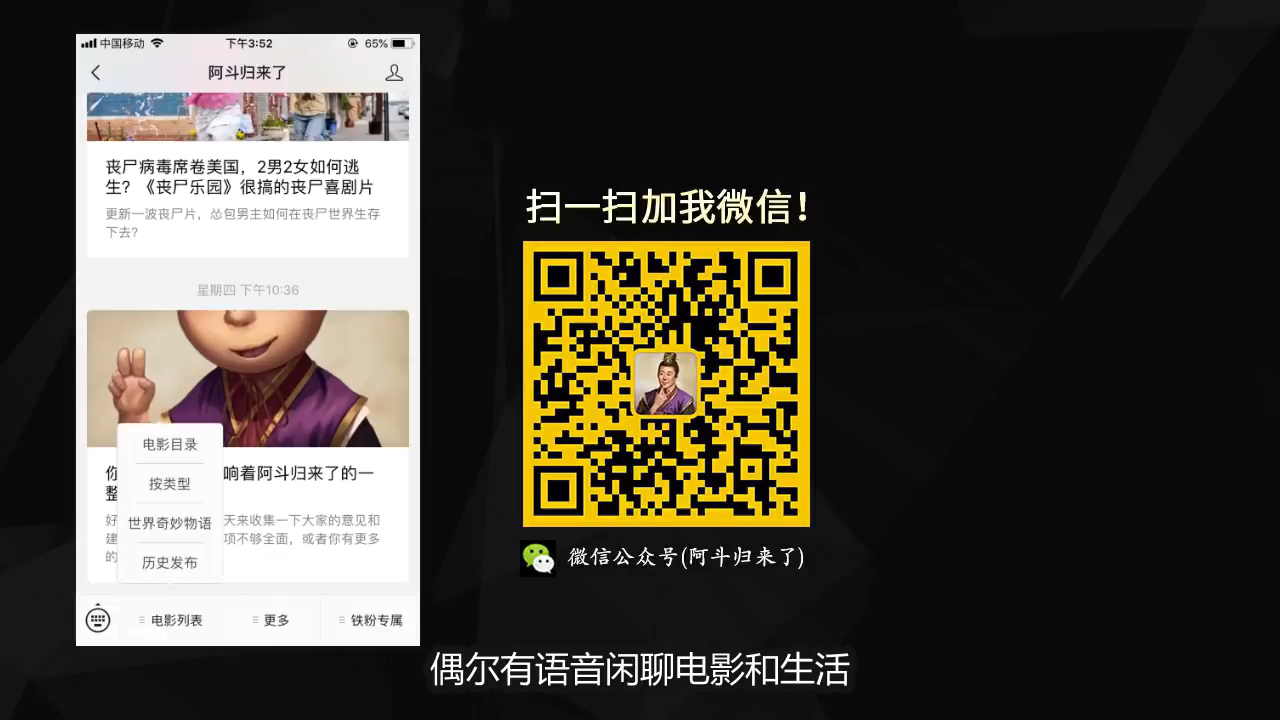 中国移动
下午3:52
65%
阿斗归来了
丧尸病毒席卷美国，2男2女如何逃
生？《丧尸乐园》很搞的丧尸喜剧片
更新一波丧尸片，怂包男主如何在丧尸世界生存
下去？
星期四 下午10:36
你
响着阿斗归来了的一
整
好
天来收集一下大家的意见和
建
项不够全面，或者你有更多
的
电影目录
按类型
世界奇妙物语
历史发布
电影列表
更多
铁粉专属
扫一扫加我微信！
微信公众号(阿斗归来了)
偶尔有语音闲聊电影和生活